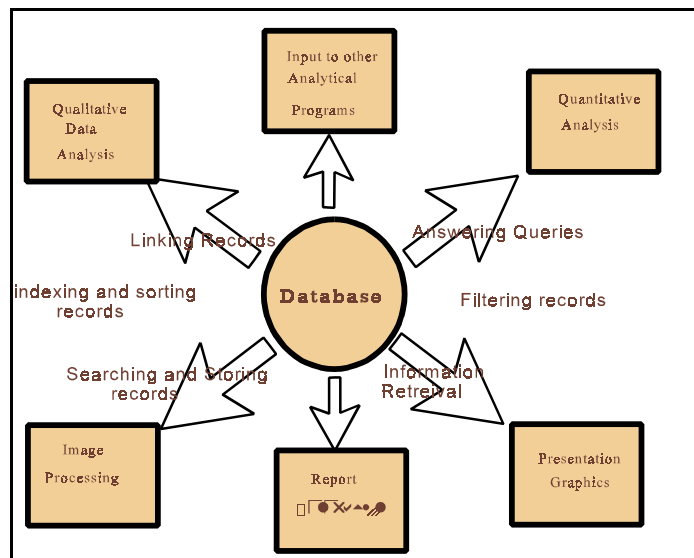 Input to other
Analytical
Programs
Qualitative
Data
Analysis
Quantitative
Analysis
Linking Records
Answering Queries
indexing and sorting
records
Database
Filtering records
Searching and Storing
records
Information
Retreival
Image
Processing
Report
Presentation
Graphics